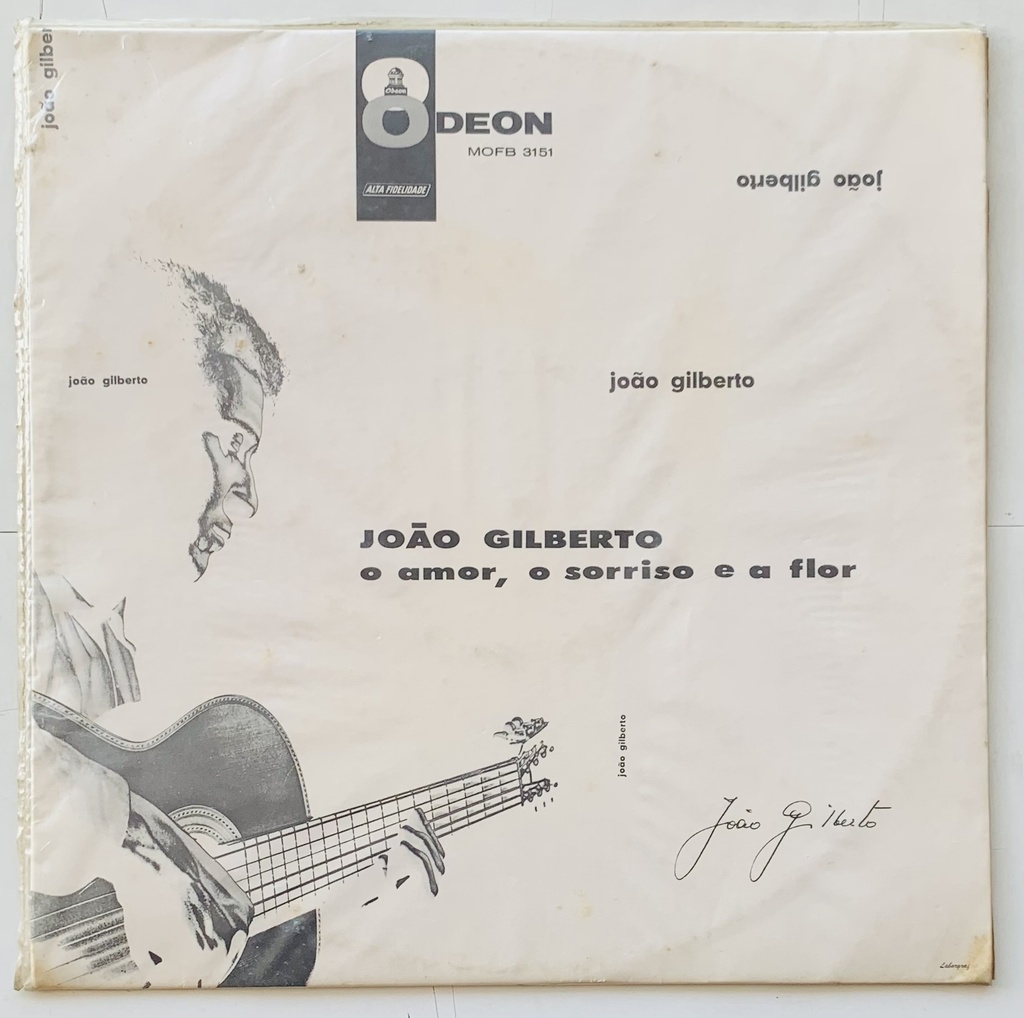 joão gilber
Odeon
ODEON
MOFB 3151
ALTA FIDELIDADE
joão gilberto
joão gilberto
joão gilberto
JOÃO GILBERTO
o amor, o sorriso e a flor
joão gilberto
João Gilberto